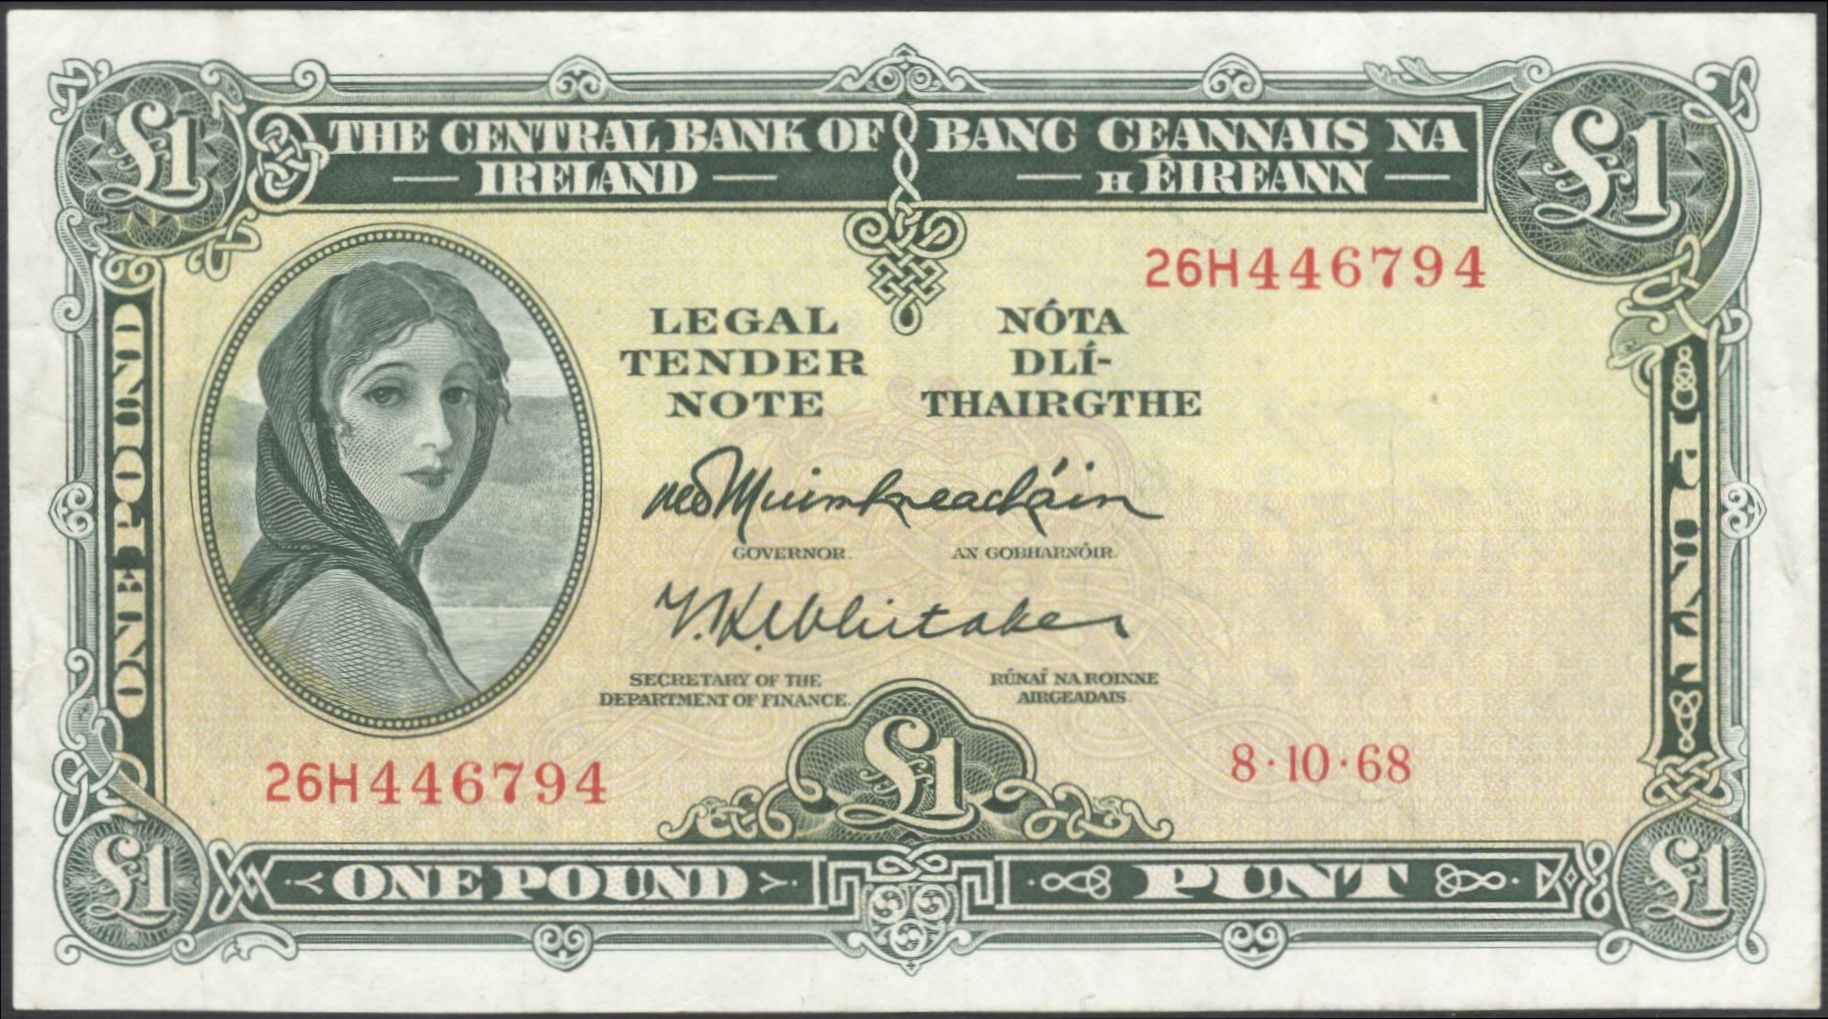 £1
£1
THE CENTRAL BANK OF
IRELAND
BANC CEANNAIS NA
H ÉIREANN
26H446794
LEGAL
TENDER
NOTE
NÓTA
DLÍ-
THAIRGTHE
M Ó Muimhneacháin
GOVERNOR.
AN GOBHARNÓIR.
T.K. Whitaker
SECRETARY OF THE
DEPARTMENT OF FINANCE.
RÚNAÍ NA ROINNE
AIRGEADAIS.
ONE POUND
PUNT
26H446794
£1
8·10·68
£1
ONE POUND
PUNT
£1